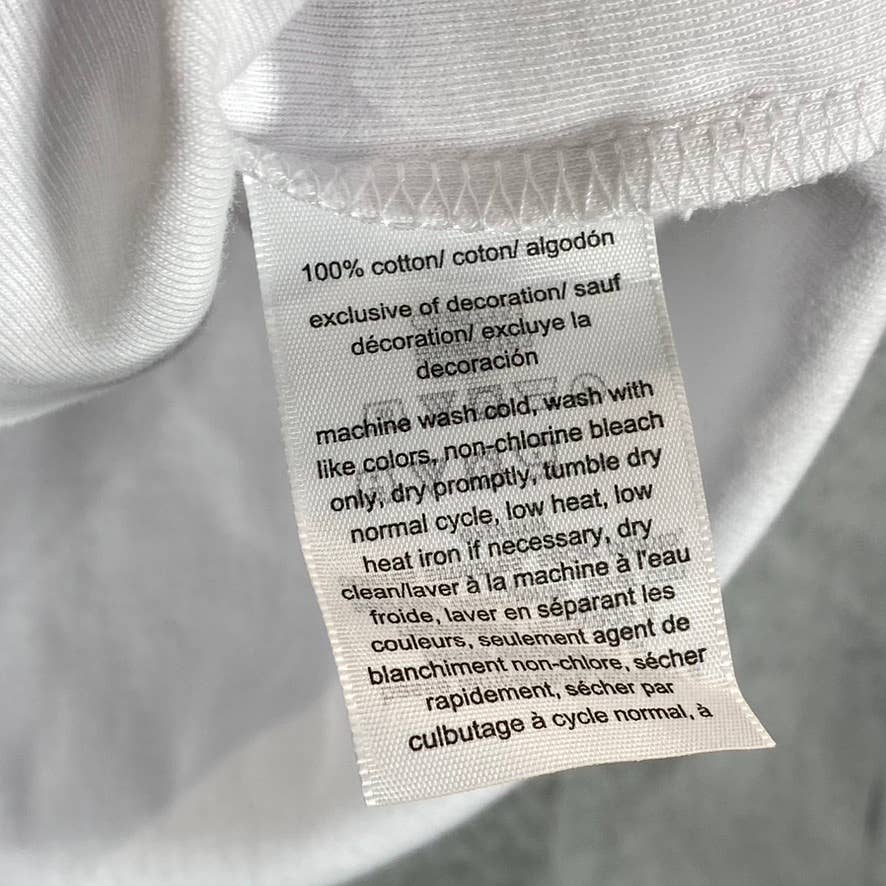 100% cotton/ coton/ algodón
exclusive of decoration/ sauf
décoration/ excluye la
decoración
machine wash cold, wash with
like colors, non-chlorine bleach
only, dry promptly, tumble dry
normal cycle, low heat, low
heat iron if necessary, dry
clean/laver à la machine à l'eau
froide, laver en séparant les
couleurs, seulement agent de
blanchiment non-chlore, sécher
rapidement, sécher par
culbutage à cycle normal, à